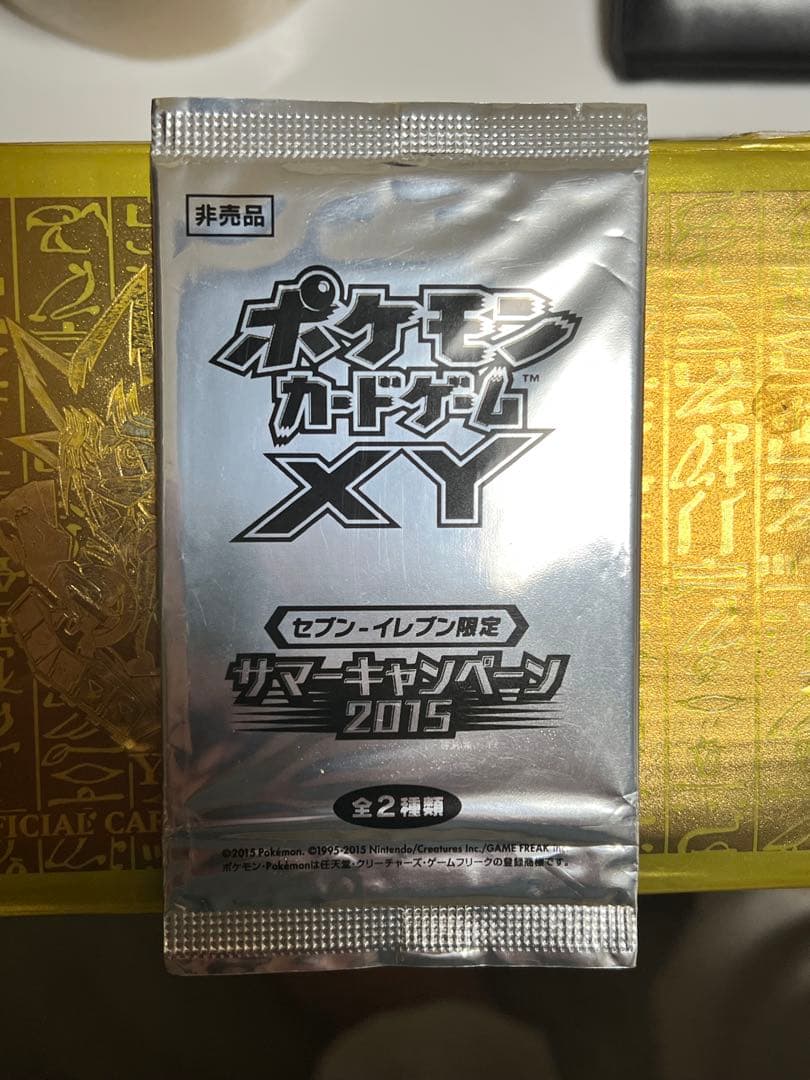 非売品
ポケモン
カードゲーム™
XY
セブン-イレブン限定
サマーキャンペーン
2015
全2種類
©2015 Pokémon. ©1995-2015 Nintendo/Creatures Inc./GAME FREAK inc.
ポケモン・Pokémonは任天堂・クリーチャーズ・ゲームフリークの登録商標です。